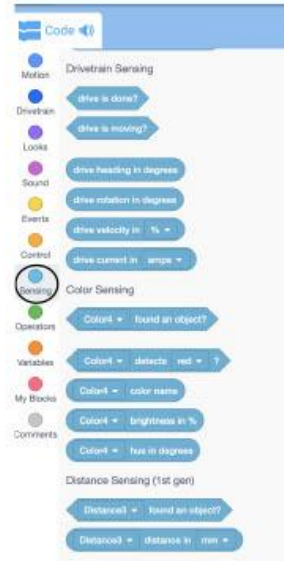 Code
Motion
Drivetrain
Looks
Sound
Events
Control
Sensing
Operators
Variables
My Blocks
Comments
Drivetrain Sensing
drive is done?
drive is moving?
drive heading in degrees
drive rotation in degrees
drive velocity in % 
drive current in amps
Color Sensing
Color4 found an object?
Color4 detects red ?
Color4 color name
Color4 brightness in %
Color4 hue in degrees
Distance Sensing (1st gen)
Distance3 found an object?
Distance3 distance in mm